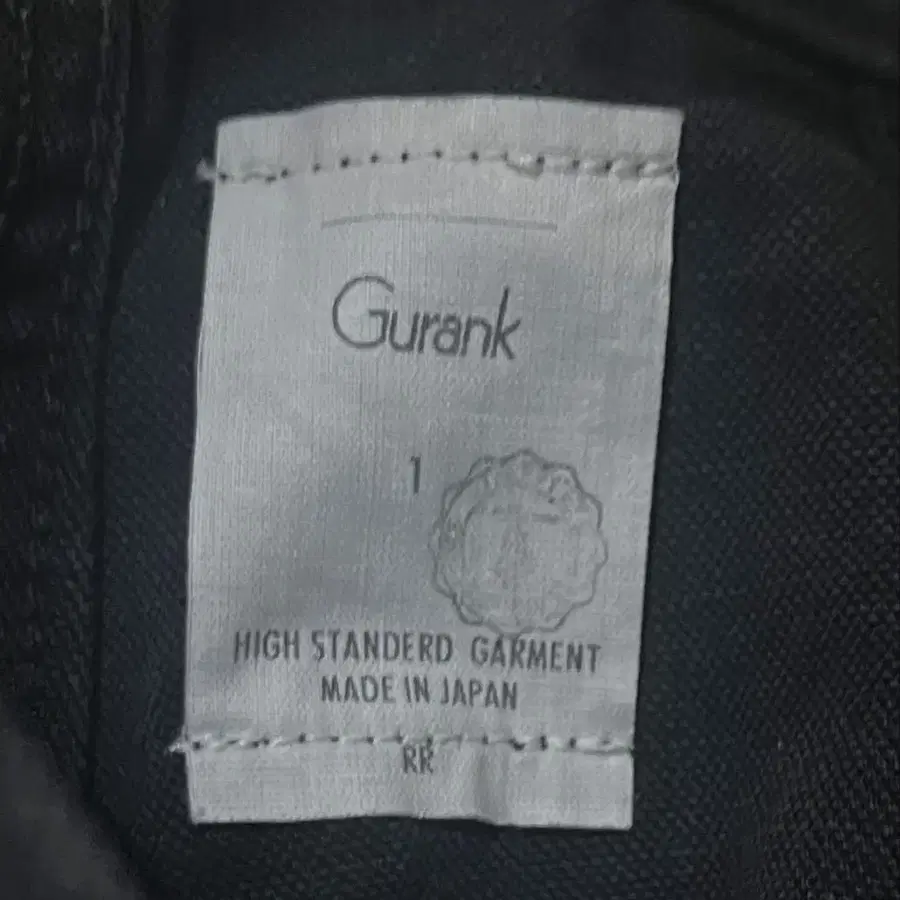 Gurank
1
HIGH STANDERD GARMENT
MADE IN JAPAN
RR